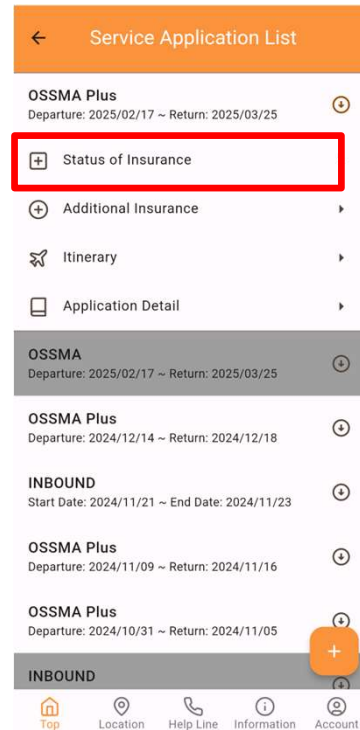 Service Application List
OSSMA Plus
Departure: 2025/02/17 ~ Return: 2025/03/25
Status of Insurance
Additional Insurance
Itinerary
Application Detail
OSSMA
Departure: 2025/02/17 ~ Return: 2025/03/25
OSSMA Plus
Departure: 2024/12/14 ~ Return: 2024/12/18
INBOUND
Start Date: 2024/11/21 ~ End Date: 2024/11/23
OSSMA Plus
Departure: 2024/11/09 ~ Return: 2024/11/16
OSSMA Plus
Departure: 2024/10/31 ~ Return: 2024/11/05
INBOUND
Top Location Help Line Information Account